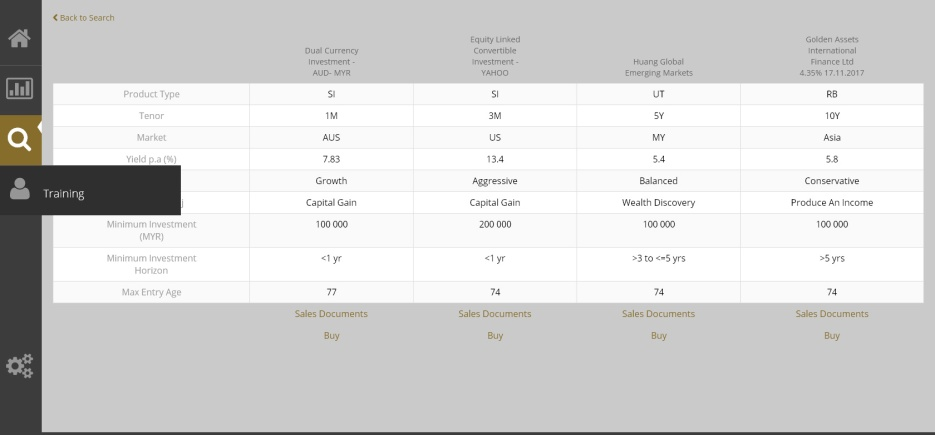 Back to Search
Dual Currency
Investment -
AUD- MYR
Equity Linked
Convertible
Investment -
YAHOO
Huang Global
Emerging Markets
Golden Assets
International
Finance Ltd
4.35% 17.11.2017
Product Type SI SI UT RB
Tenor 1M 3M 5Y 10Y
Market AUS US MY Asia
Yield p.a (%) 7.83 13.4 5.4 5.8
Growth Aggressive Balanced Conservative
Training
Capital Gain Capital Gain Wealth Discovery Produce An Income
Minimum Investment
(MYR)
100 000 200 000 100 000 100 000
Minimum Investment
Horizon
<1 yr <1 yr >3 to <=5 yrs >5 yrs
Max Entry Age 77 74 74 74
Sales Documents Sales Documents Sales Documents Sales Documents
Buy Buy Buy Buy